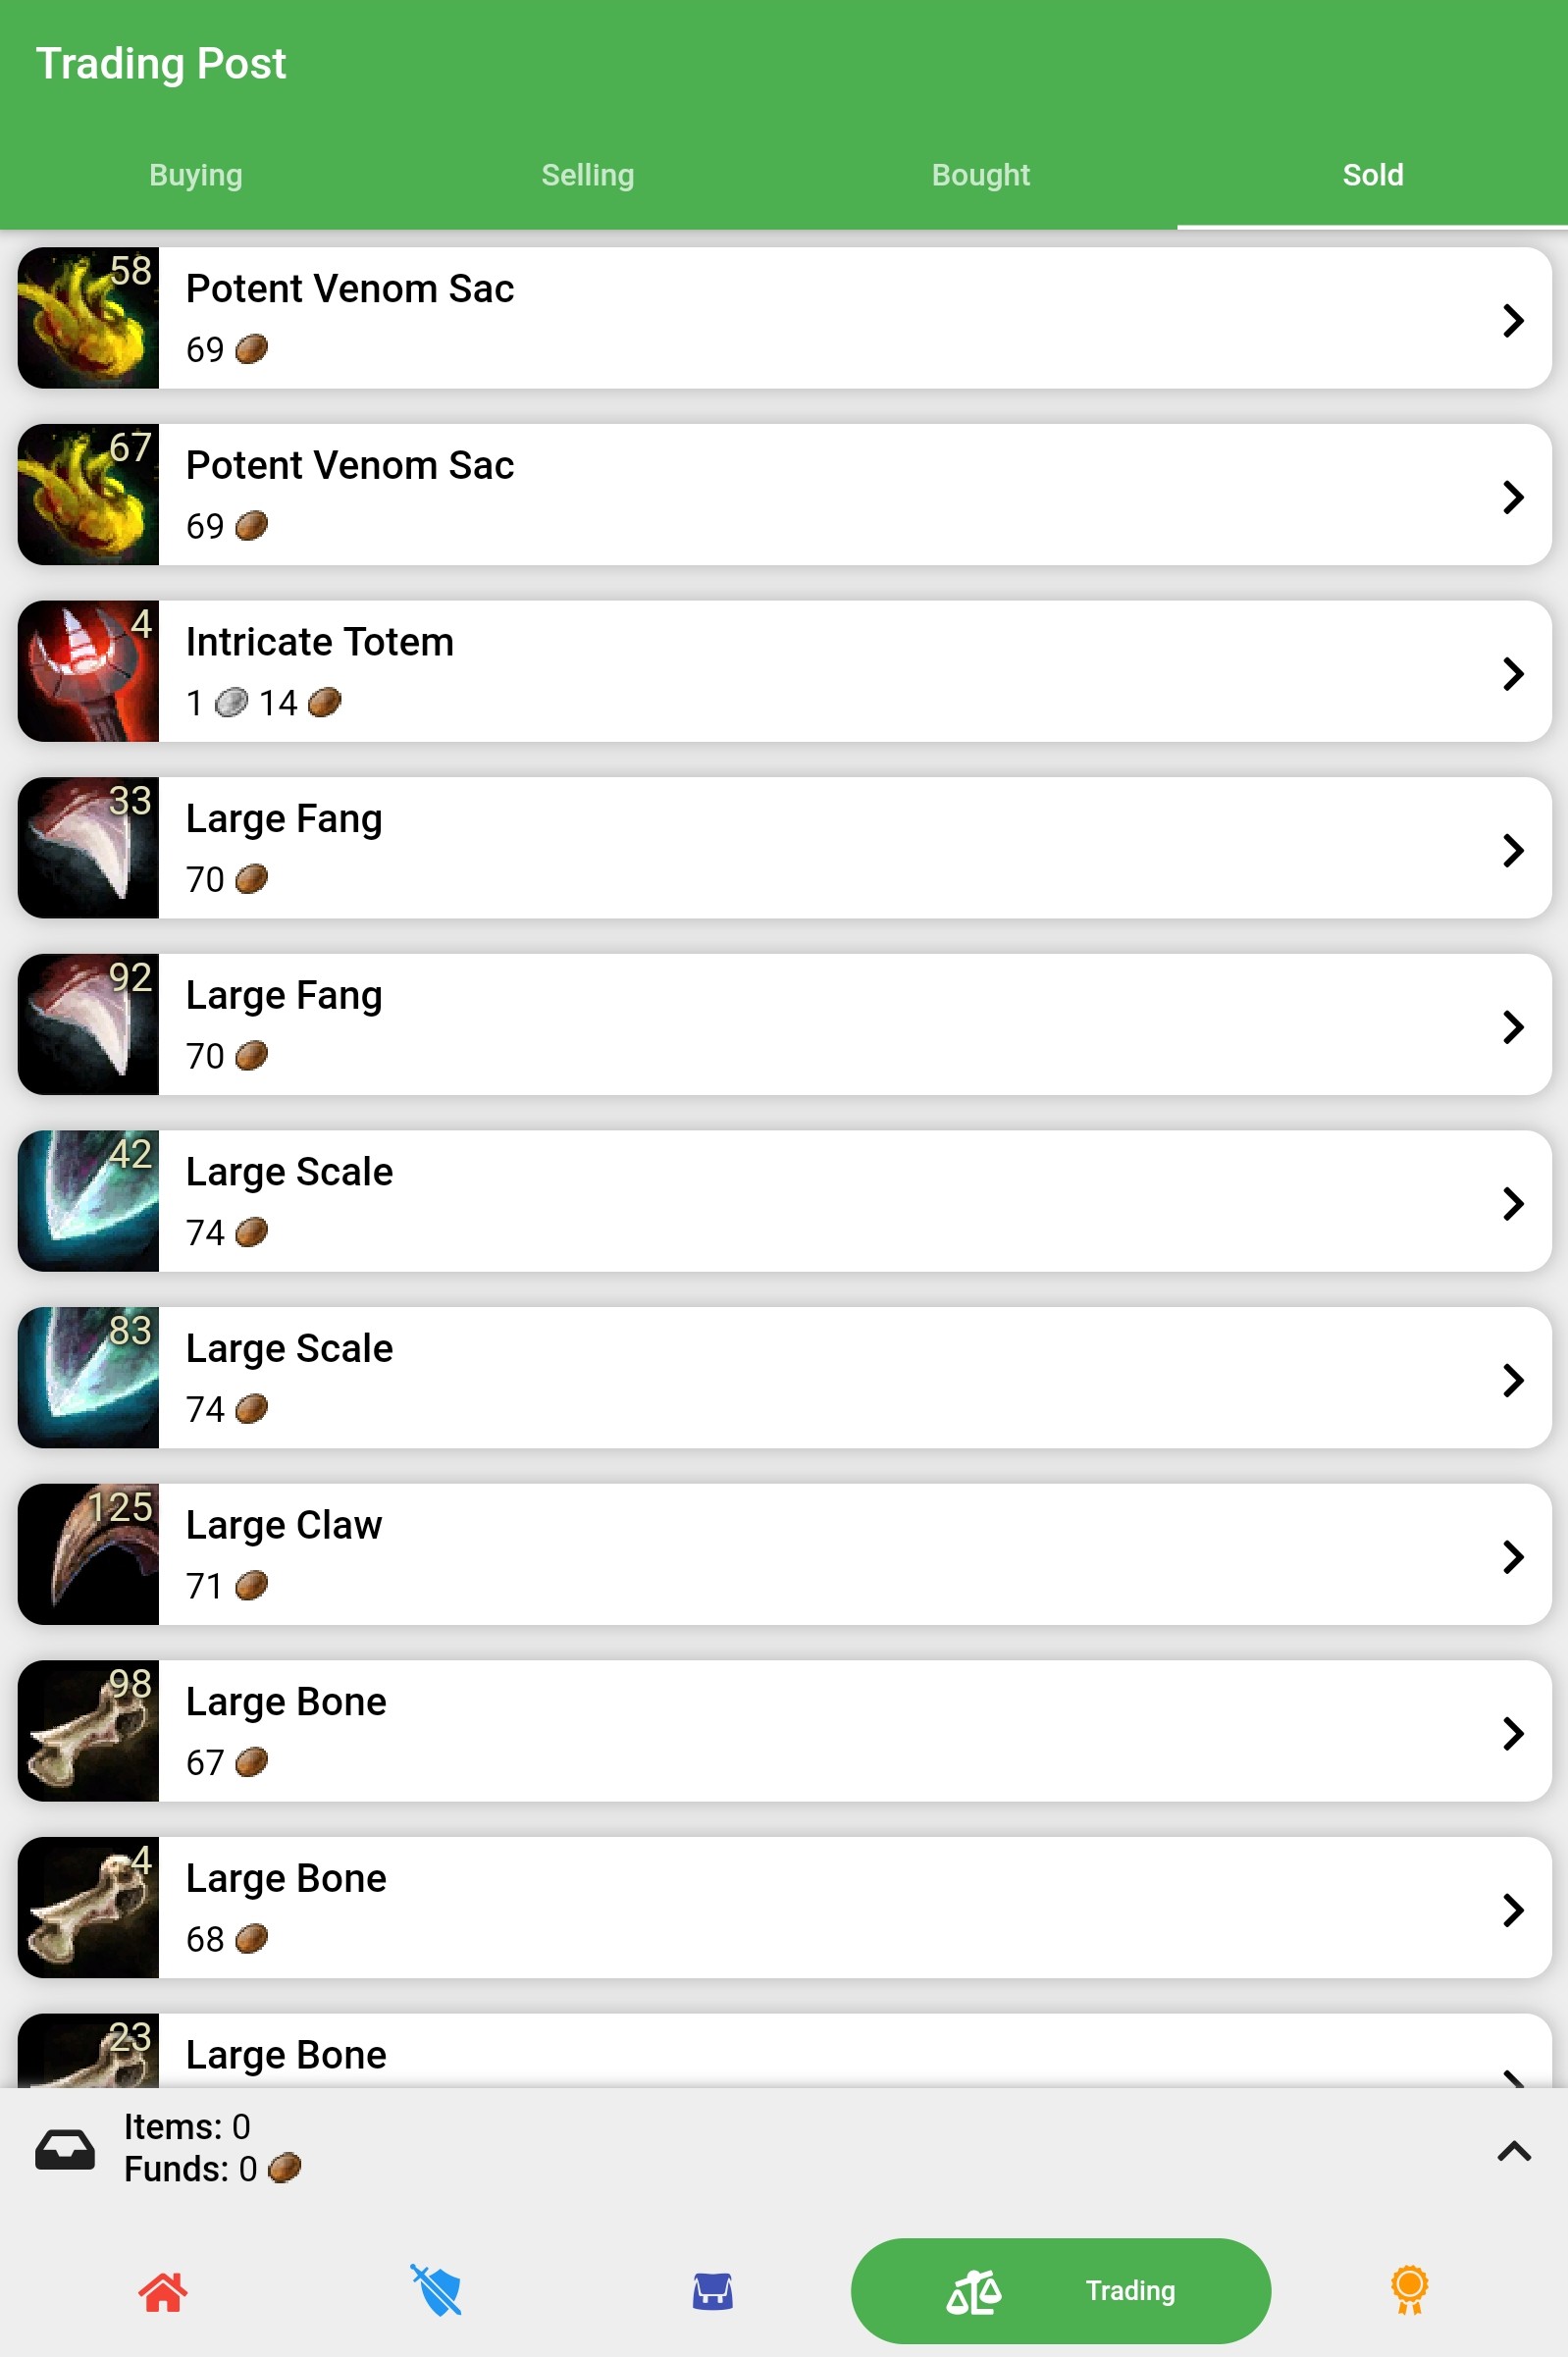 Trading Post
Buying Selling Bought Sold
58
Potent Venom Sac
69
67
Potent Venom Sac
69
4
Intricate Totem
1 14
33
Large Fang
70
92
Large Fang
70
42
Large Scale
74
83
Large Scale
74
125
Large Claw
71
98
Large Bone
67
4
Large Bone
68
23
Large Bone
Items: 0
Funds: 0
Trading